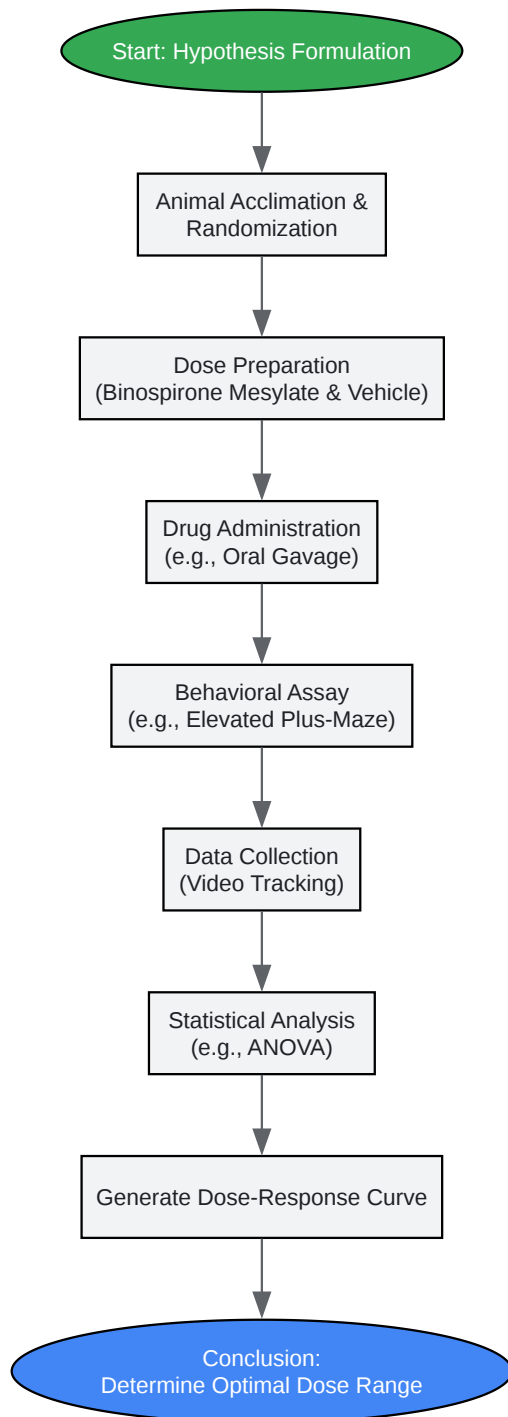 Start: Hypothesis Formulation
Animal Acclimation &
Randomization
Dose Preparation
(Binospirone Mesylate & Vehicle)
Drug Administration
(e.g., Oral Gavage)
Behavioral Assay
(e.g., Elevated Plus-Maze)
Data Collection
(Video Tracking)
Statistical Analysis
(e.g., ANOVA)
Generate Dose-Response Curve
Conclusion:
Determine Optimal Dose Range